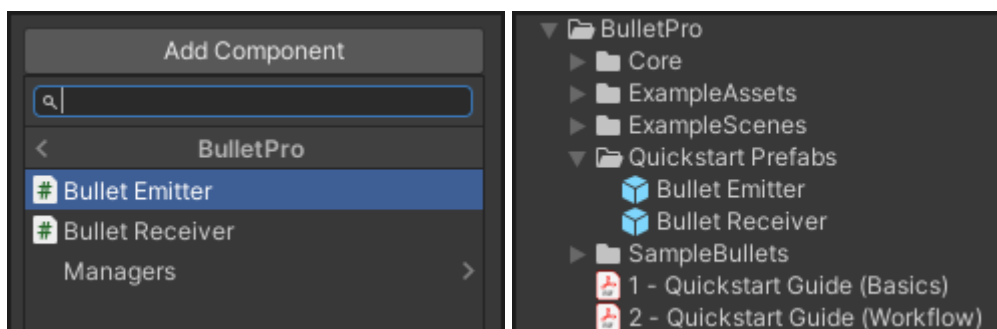 Add Component
BulletPro
Bullet Emitter
Bullet Receiver
Managers
BulletPro
Core
ExampleAssets
ExampleScenes
Quickstart Prefabs
Bullet Emitter
Bullet Receiver
SampleBullets
1 - Quickstart Guide (Basics)
2 - Quickstart Guide (Workflow)